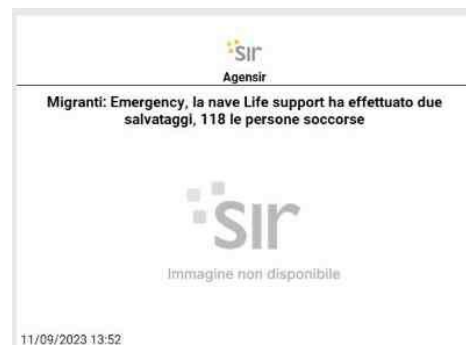 sir
Agensir
Migranti: Emergency, la nave Life support ha effettuato due
salvataggi, 118 le persone soccorse
sir
Immagine non disponibile
11/09/2023 13:52